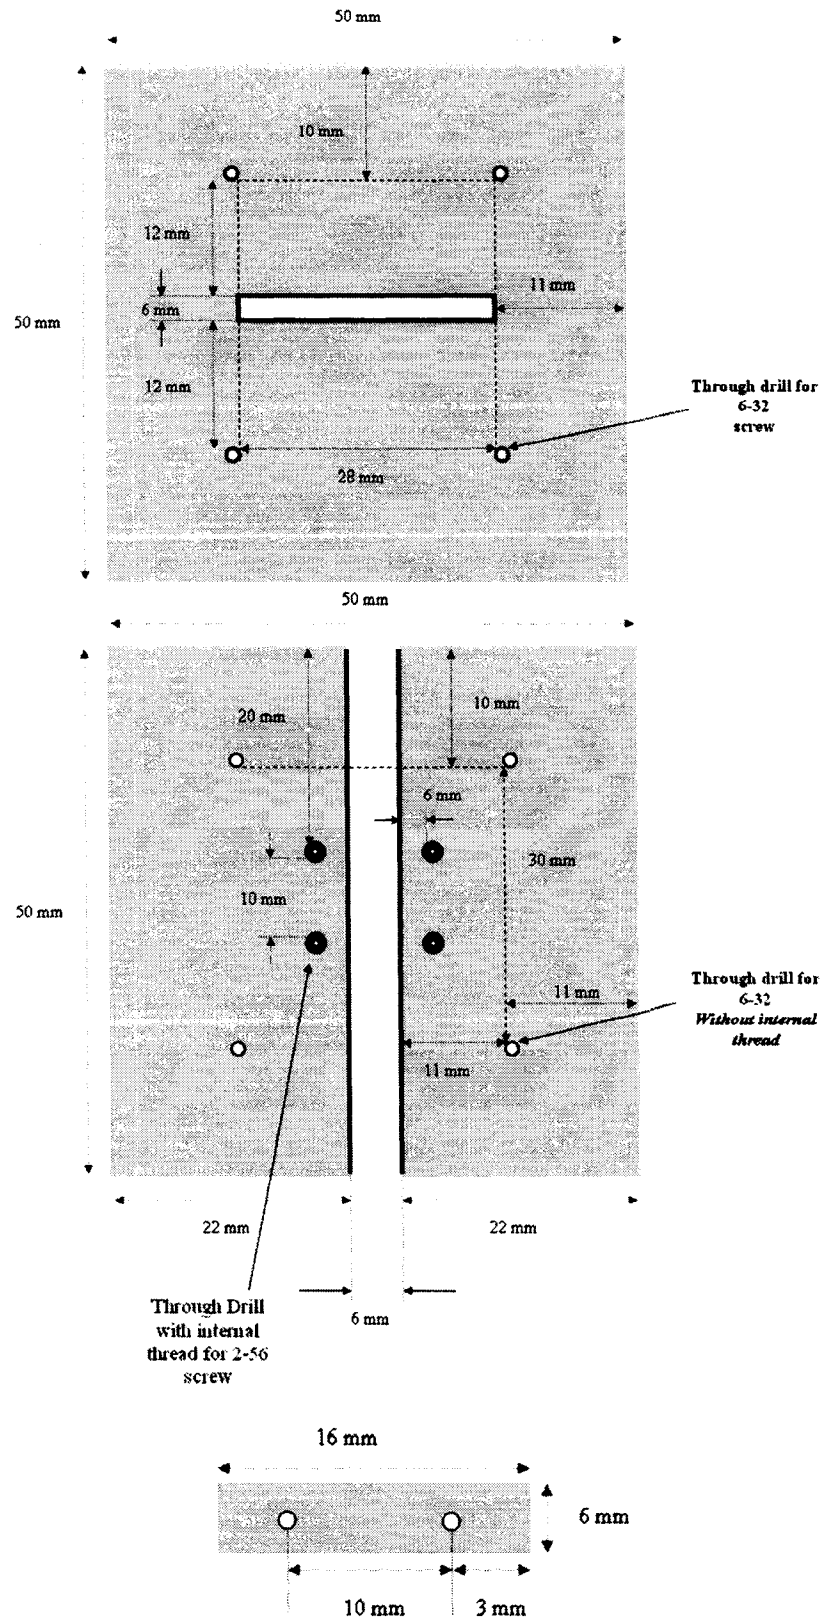 50 mm
10 mm
12 mm
11 mm
6 mm
50 mm
12 mm
Through drill for
6-32
screw
28 mm
50 mm
20 mm
10 mm
6 mm
30 mm
10 mm
50 mm
11 mm
Through drill for
6-32
Without internal
thread
11 mm
22 mm
22 mm
6 mm
Through Drill
with internal
thread for 2-56
screw
16 mm
6 mm
10 mm
3 mm